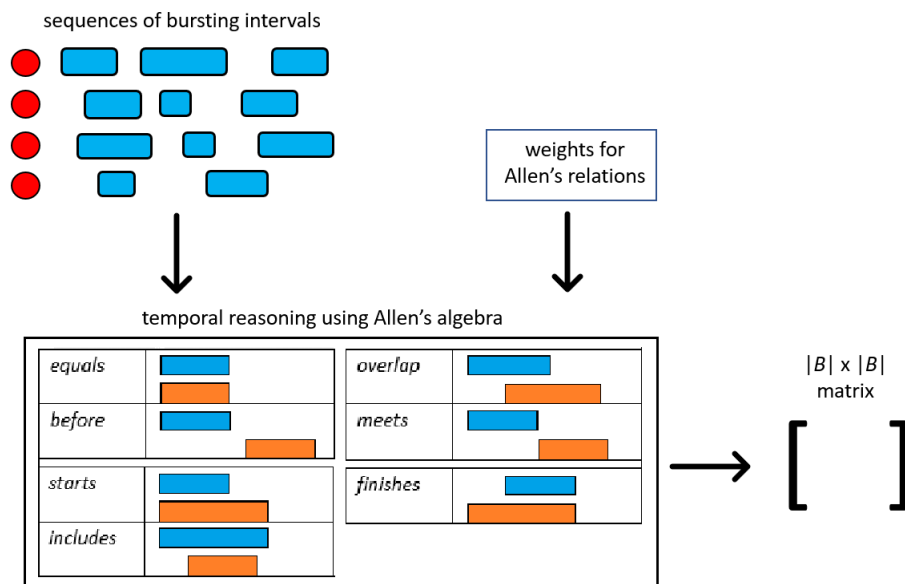 sequences of bursting intervals
weights for
Allen's relations
temporal reasoning using Allen's algebra
equals
before
starts
includes
overlap
meets
finishes
|B| x |B|
matrix